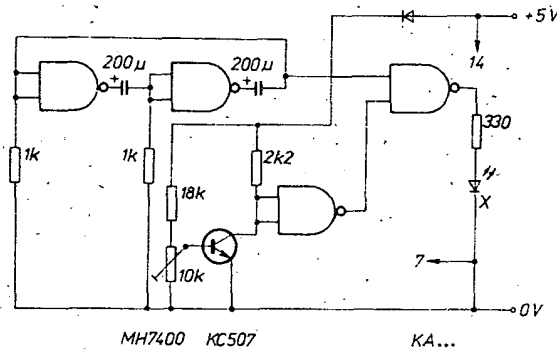 +5V
200µ
+
200µ
+
14
1k
1k
2k2
330
18k
X
10k
7
0V
MH7400 KC507 KA...